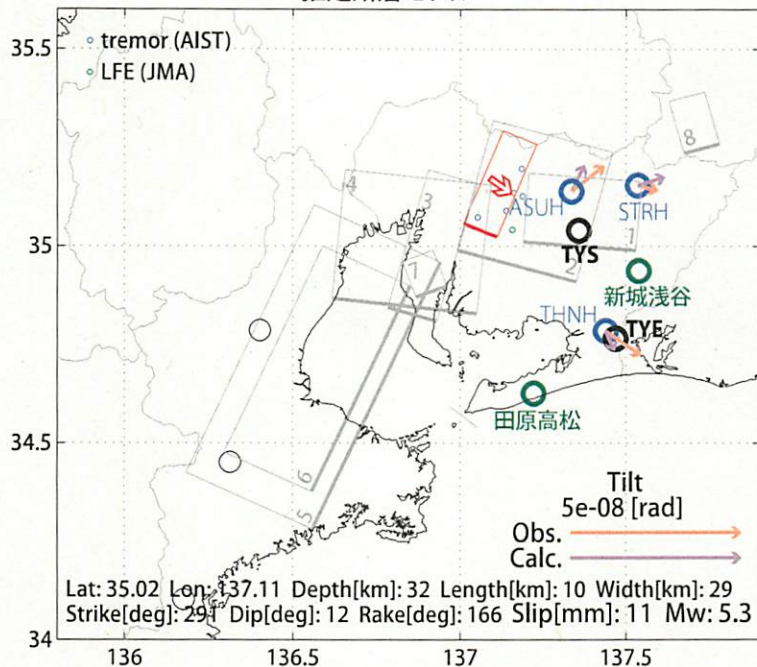 35.5
tremor (AIST)
LFE (JMA)
8
4
3
ASUH
STRH
35
TYS
1
2
7
新城浅谷
THNH
TYE
田原高松
34.5
6
5
Tilt
5e-08 [rad]
Obs.
Calc.
Lat: 35.02 Lon: 137.11 Depth[km]: 32 Length[km]: 10 Width[km]: 29
Strike[deg]: 291 Dip[deg]: 12 Rake[deg]: 166 Slip[mm]: 11 Mw: 5.3
34
136 136.5 137 137.5